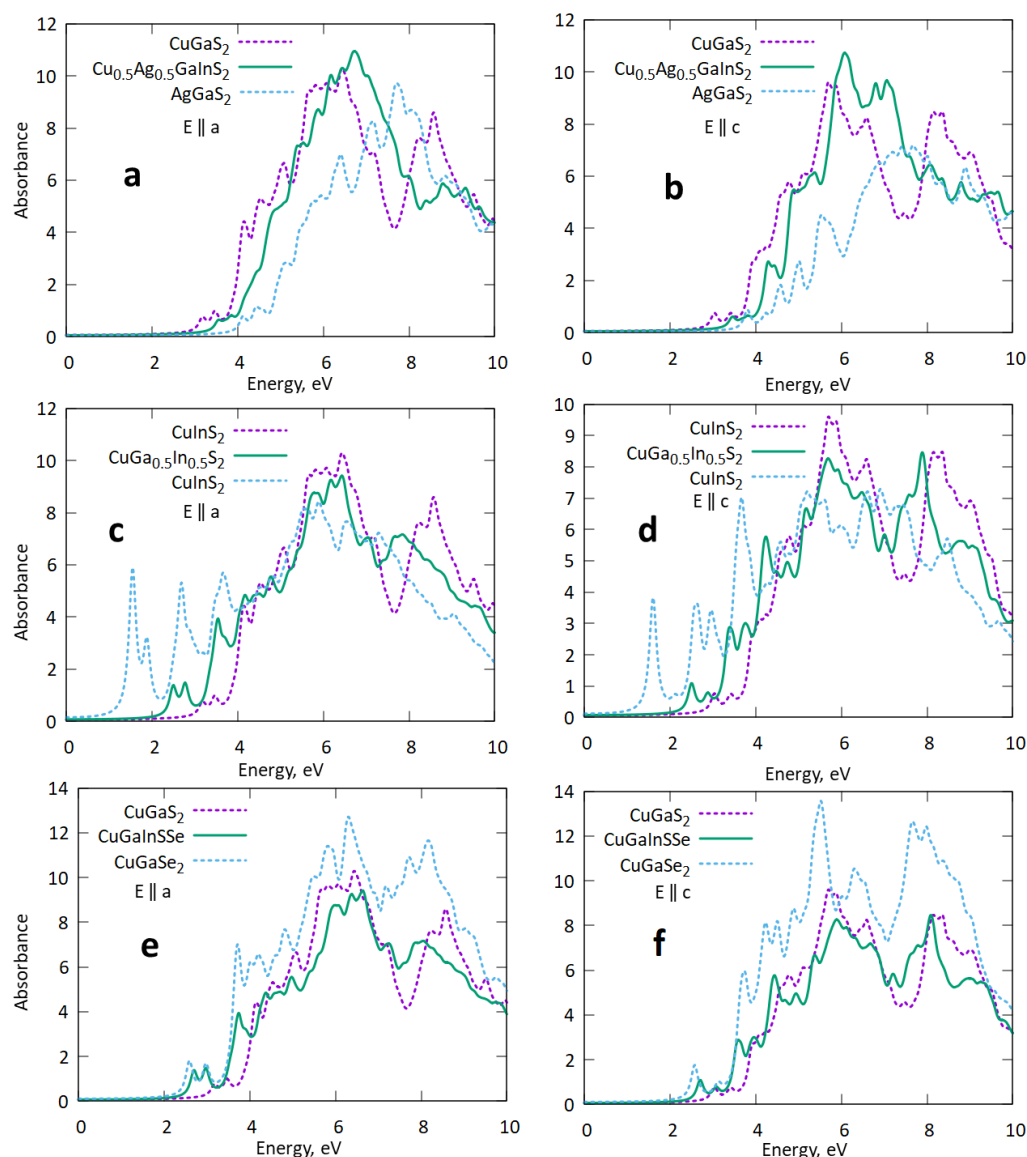 12
10
8
6
4
2
0
Absorbance
CuGaS2
Cu0.5Ag0.5GaInS2
AgGaS2
E ∥ a
a
0 2 4 6 8 10
Energy, eV
12
10
8
6
4
2
0
Absorbance
CuGaS2
Cu0.5Ag0.5GaInS2
AgGaS2
E ∥ c
b
0 2 4 6 8 10
Energy, eV
12
10
8
6
4
2
0
Absorbance
CuInS2
CuGa0.5In0.5S2
CuInS2
E ∥ a
c
0 2 4 6 8 10
Energy, eV
10
9
8
7
6
5
4
3
2
1
0
CuInS2
CuGa0.5In0.5S2
CuInS2
E ∥ c
d
0 2 4 6 8 10
Energy, eV
14
12
10
8
6
4
2
0
Absorbance
CuGaS2
CuGaInSSe
CuGaSe2
E ∥ a
e
0 2 4 6 8 10
Energy, eV
14
12
10
8
6
4
2
0
CuGaS2
CuGaInSSe
CuGaSe2
E ∥ c
f
0 2 4 6 8 10
Energy, eV